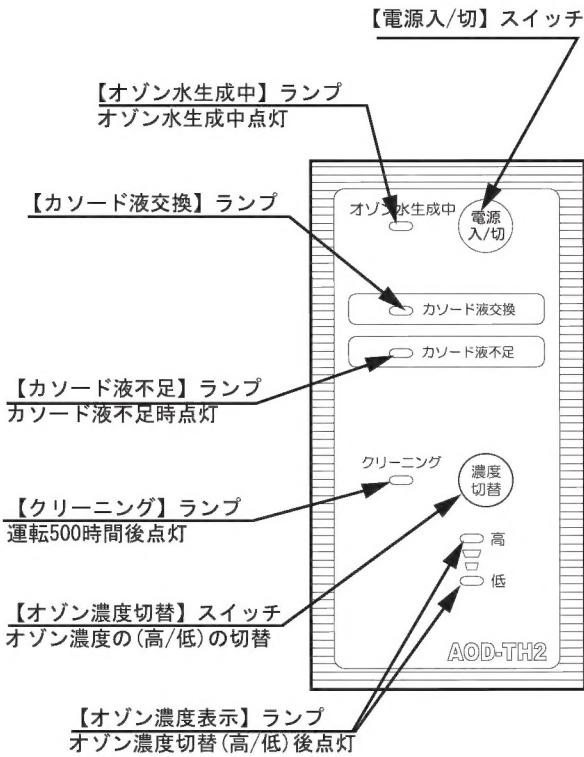 【電源入/切】スイッチ
【オゾン水生成中】ランプ
オゾン水生成中点灯
【カソード液交換】ランプ
オゾン水生成中
電源
入/切
カソード液交換
カソード液不足
【カソード液不足】ランプ
カソード液不足時点灯
クリーニング
濃度
切替
【クリーニング】ランプ
運転500時間後点灯
高
低
【オゾン濃度切替】スイッチ
オゾン濃度の(高/低)の切替
AOD-TH2
【オゾン濃度表示】ランプ
オゾン濃度切替(高/低)後点灯